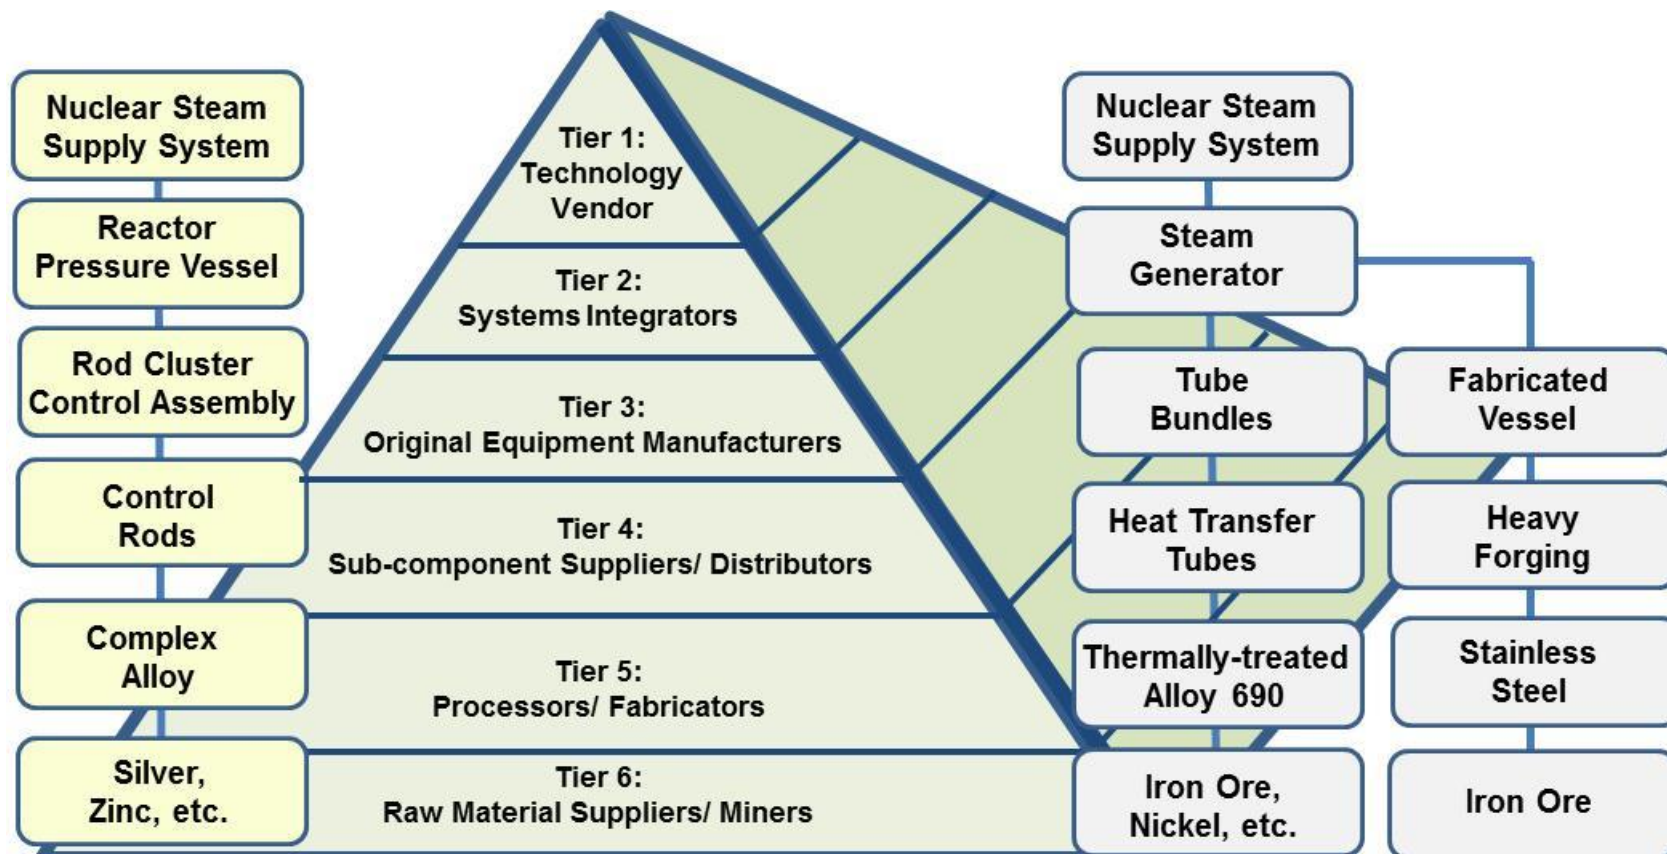 Nuclear Steam
Supply System
Reactor
Pressure Vessel
Rod Cluster
Control Assembly
Control
Rods
Complex
Alloy
Silver,
Zinc, etc.
Tier 1:
Technology
Vendor
Tier 2:
Systems Integrators
Tier 3:
Original Equipment Manufacturers
Tier 4:
Sub-component Suppliers/ Distributors
Tier 5:
Processors/ Fabricators
Tier 6:
Raw Material Suppliers/ Miners
Nuclear Steam
Supply System
Steam
Generator
Tube
Bundles
Heat Transfer
Tubes
Thermally-treated
Alloy 690
Iron Ore,
Nickel, etc.
Fabricated
Vessel
Heavy
Forging
Stainless
Steel
Iron Ore